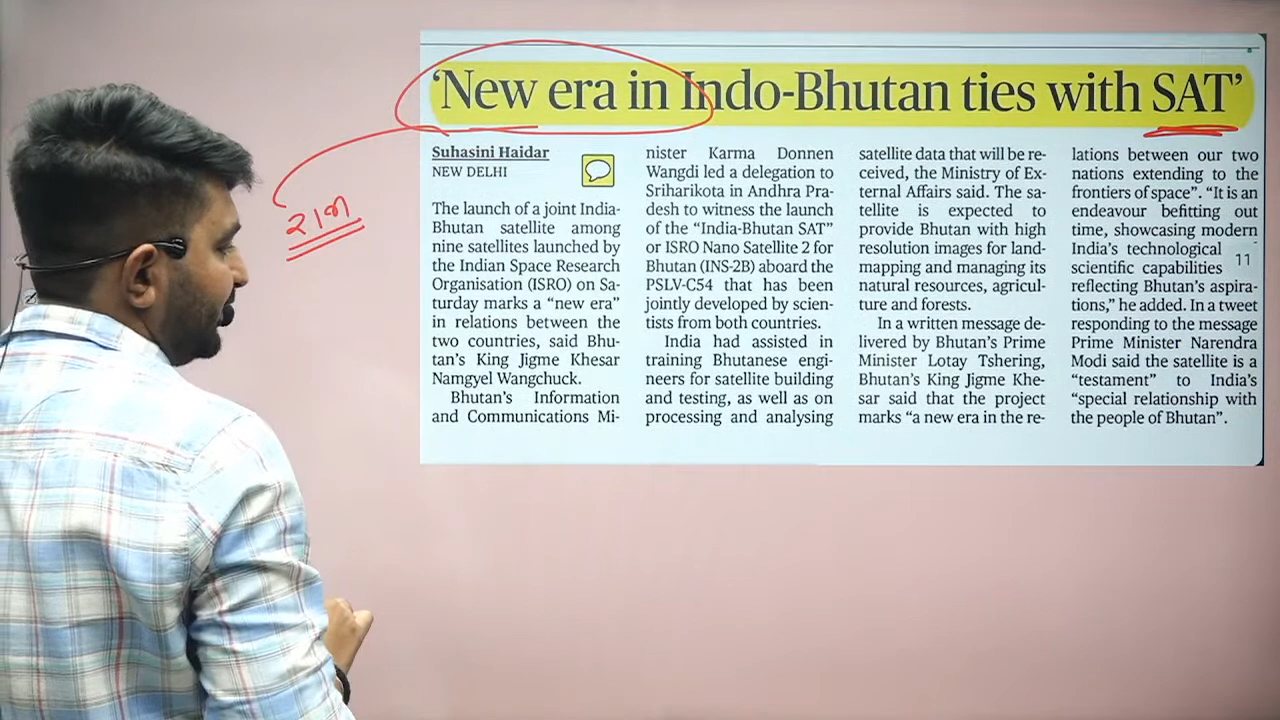 ‘New era in Indo-Bhutan ties with SAT’
Suhasini Haidar
NEW DELHI
The launch of a joint India-
Bhutan satellite among
nine satellites launched by
the Indian Space Research
Organisation (ISRO) on Sa-
turday marks a “new era”
in relations between the
two countries, said Bhu-
tan’s King Jigme Khesar
Namgyel Wangchuck.
Bhutan’s Information
and Communications Mi-
nister Karma Donnen
Wangdi led a delegation to
Sriharikota in Andhra Pra-
desh to witness the launch
of the “India-Bhutan SAT”
or ISRO Nano Satellite 2 for
Bhutan (INS-2B) aboard the
PSLV-C54 that has been
jointly developed by scien-
tists from both countries.
India had assisted in
training Bhutanese engi-
neers for satellite building
and testing, as well as on
processing and analysing
satellite data that will be re-
ceived, the Ministry of Ex-
ternal Affairs said. The sa-
tellite is expected to
provide Bhutan with high
resolution images for land-
mapping and managing its
natural resources, agricul-
ture and forests.
In a written message de-
livered by Bhutan’s Prime
Minister Lotay Tshering,
Bhutan’s King Jigme Khe-
sar said that the project
marks “a new era in the re-
lations between our two
nations extending to the
frontiers of space”. “It is an
endeavour befitting out
time, showcasing modern
India’s technological
scientific capabilities 11
reflecting Bhutan’s aspira-
tions,” he added. In a tweet
responding to the message
Prime Minister Narendra
Modi said the satellite is a
“testament” to India’s
“special relationship with
the people of Bhutan”.